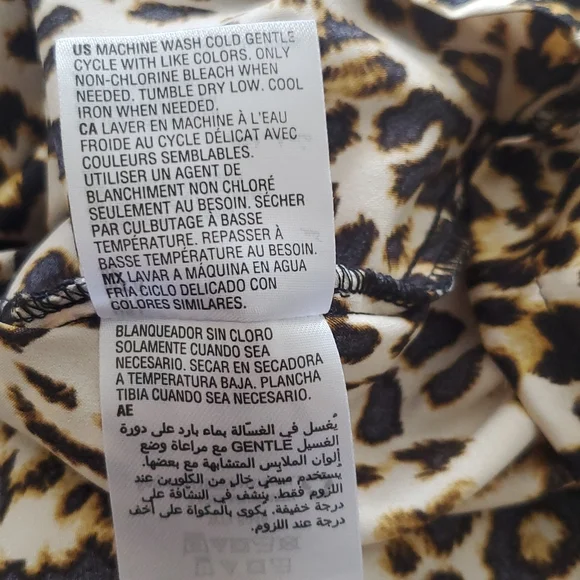 US MACHINE WASH COLD GENTLE
CYCLE WITH LIKE COLORS. ONLY
NON-CHLORINE BLEACH WHEN
NEEDED. TUMBLE DRY LOW. COOL
IRON WHEN NEEDED.
CA LAVER EN MACHINE À L'EAU
FROIDE AU CYCLE DÉLICAT AVEC
COULEURS SEMBLABLES.
UTILISER UN AGENT DE
BLANCHIMENT NON CHLORÉ
SEULEMENT AU BESOIN. SÉCHER
PAR CULBUTAGE À BASSE
TEMPÉRATURE. REPASSER À
BASSE TEMPÉRATURE AU BESOIN.
MX LAVAR A MÁQUINA EN AGUA
FRÍA CICLO DELICADO CON
COLORES SIMILARES.
BLANQUEADOR SIN CLORO
SOLAMENTE CUANDO SEA
NECESARIO. SECAR EN SECADORA
A TEMPERATURA BAJA. PLANCHA
TIBIA CUANDO SEA NECESARIO.
AE
يُغسل في الغسّالة بماء بارد على دورة
الغسيل GENTLE مع مراعاة وضع
ألوان الملابس المتشابهة مع بعضها.
يُستخدم مبيض خالٍ من الكلورين عند
اللزوم فقط. ينشّف في النشّافة على
درجة خفيفة. يكوى بالمكواة على أخف
درجة عند اللزوم.